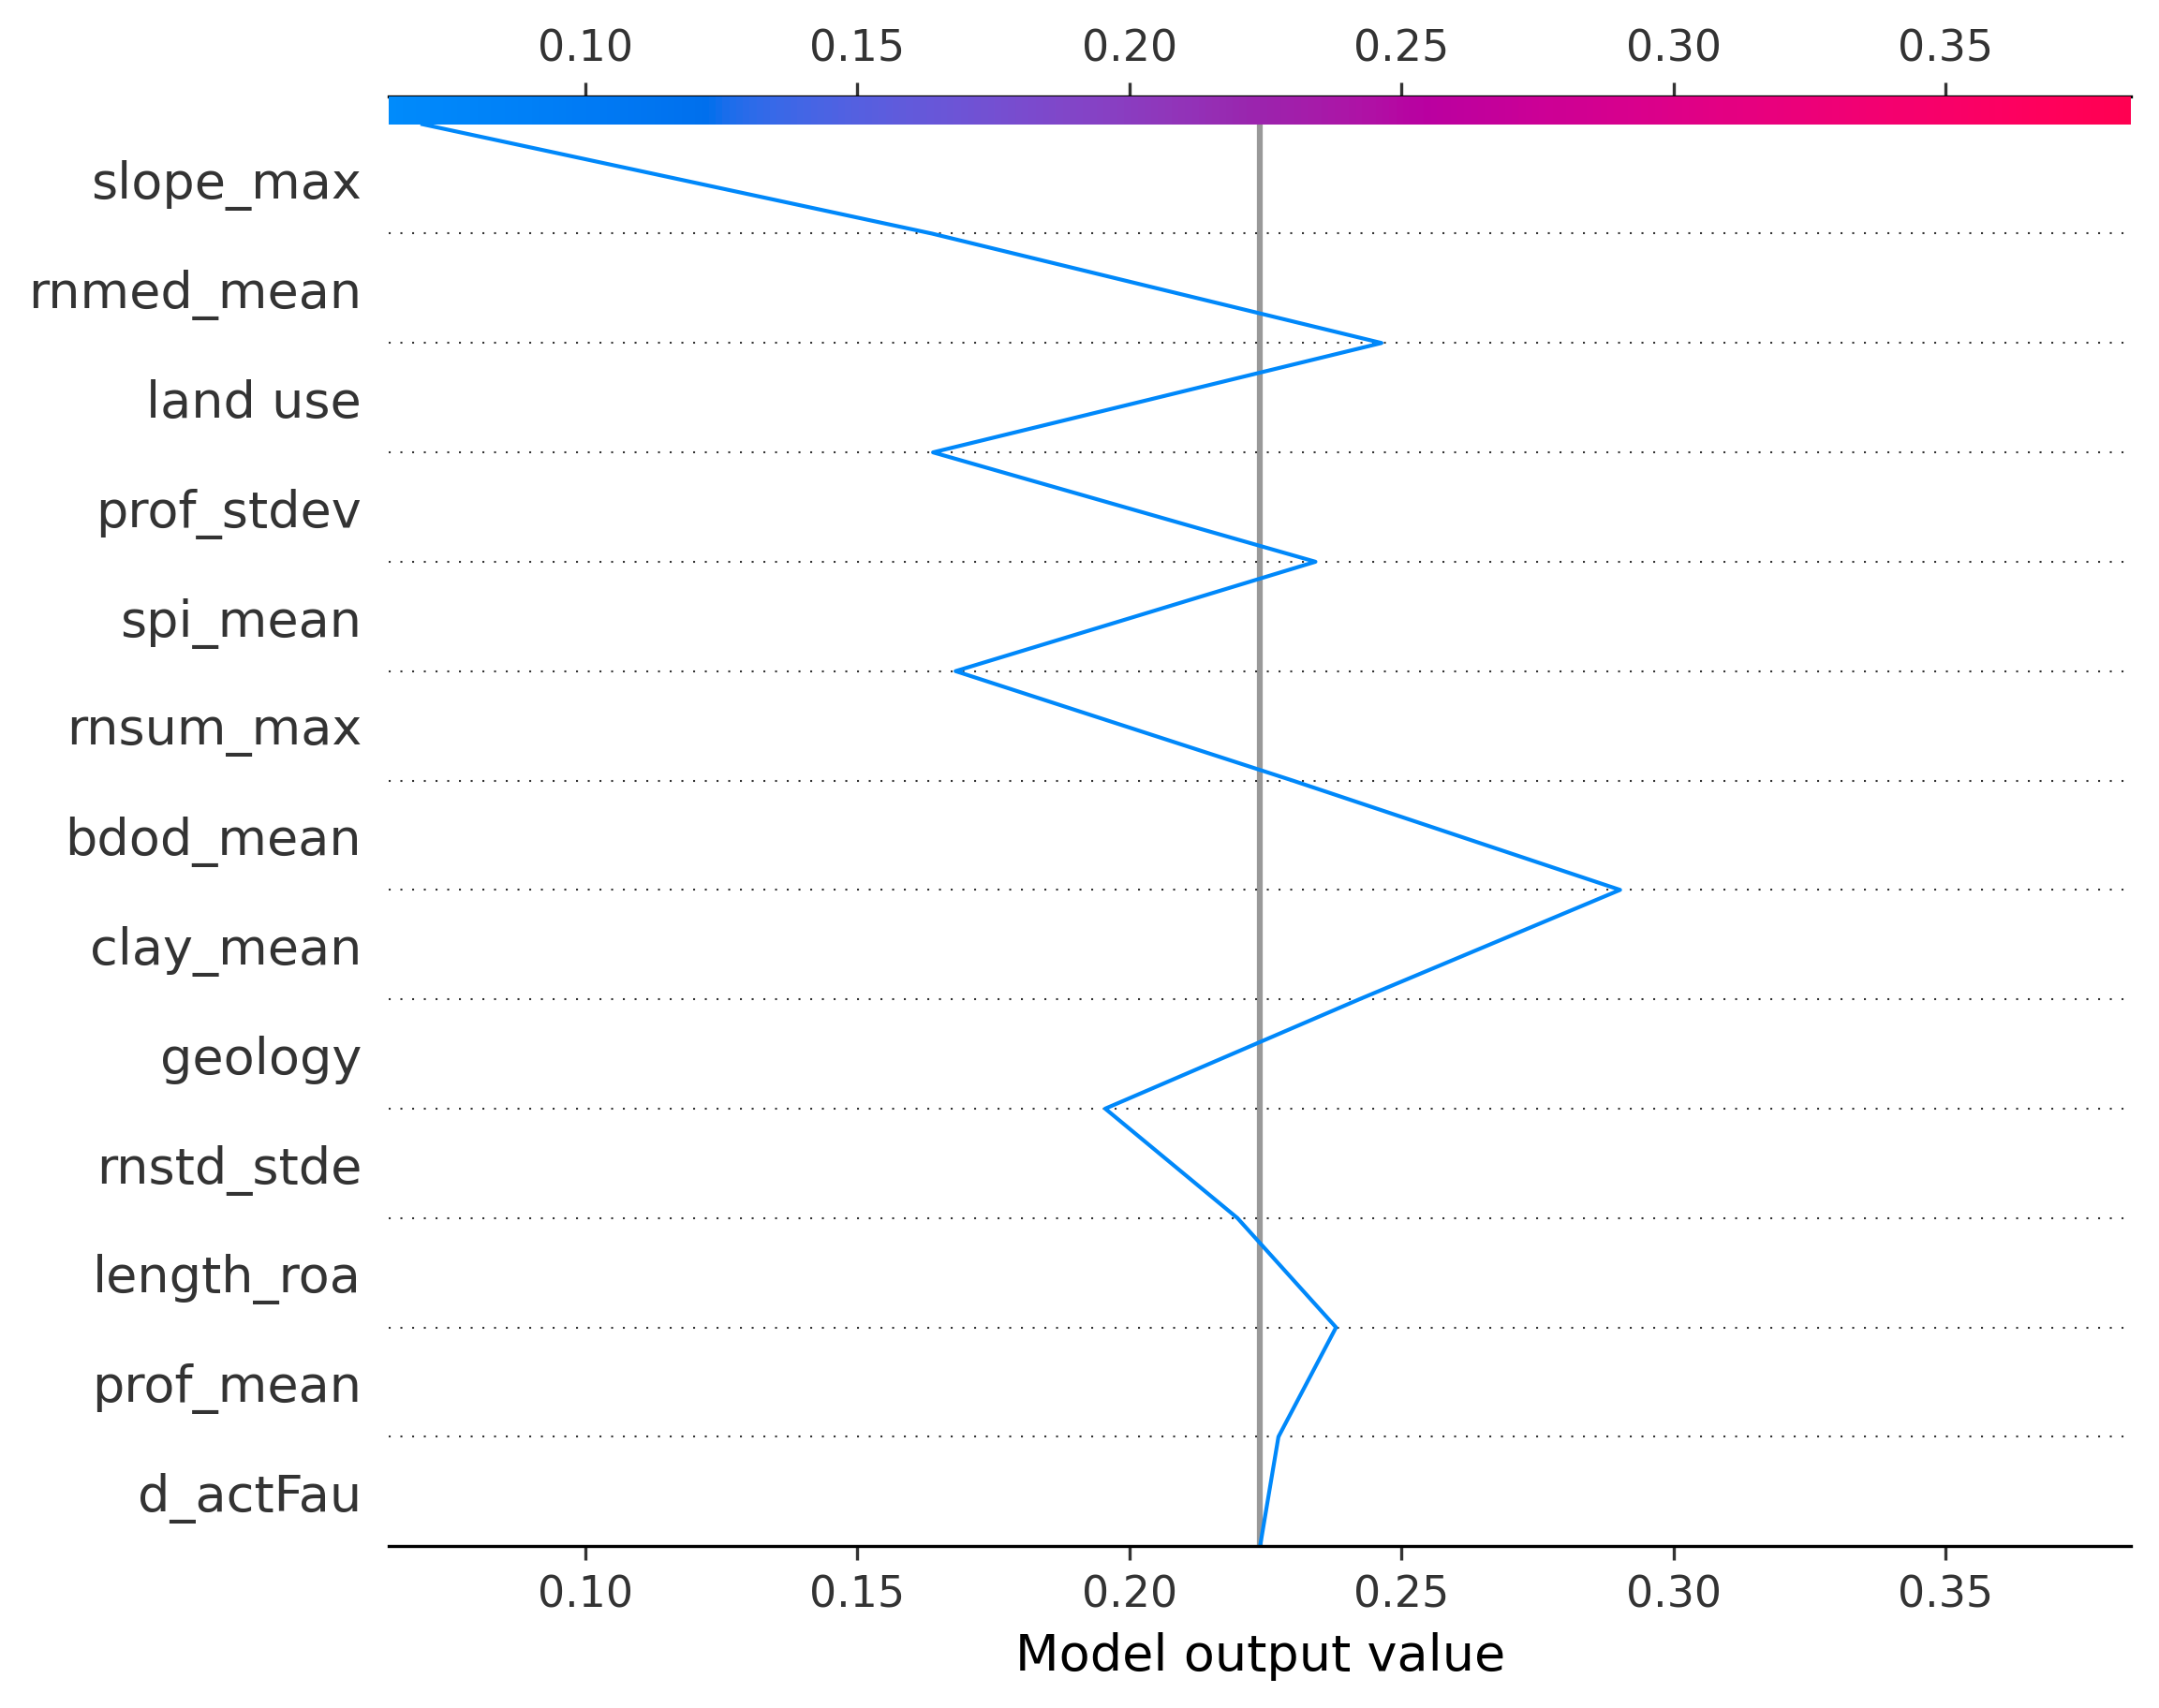 0.10 0.15 0.20 0.25 0.30 0.35
slope_max
rnmed_mean
land use
prof_stdev
spi_mean
rnsum_max
bdod_mean
clay_mean
geology
rnstd_stde
length_roa
prof_mean
d_actFau
0.10 0.15 0.20 0.25 0.30 0.35
Model output value